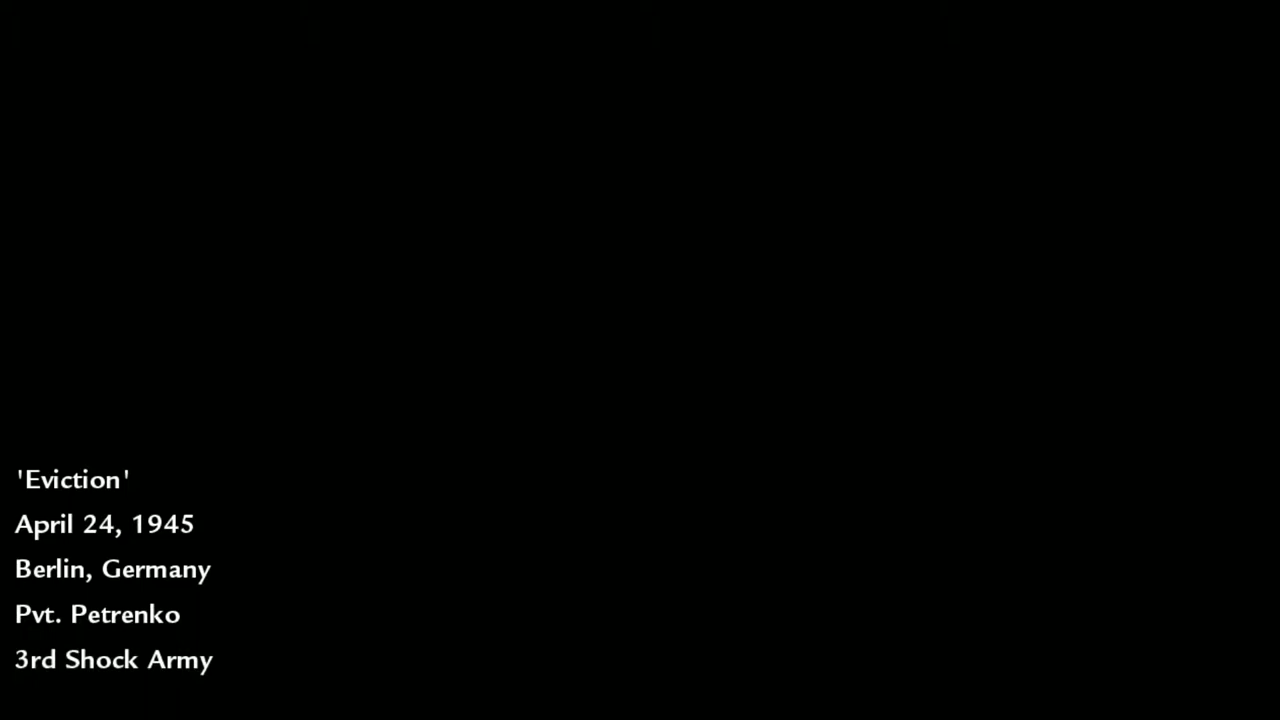 'Eviction'
April 24, 1945
Berlin, Germany
Pvt. Petrenko
3rd Shock Army